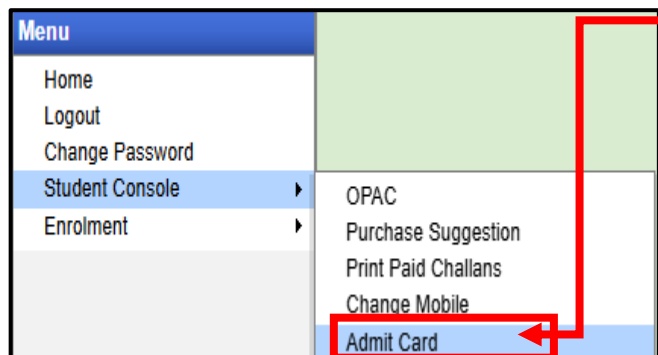 Menu
Home
Logout
Change Password
Student Console
Enrolment
OPAC
Purchase Suggestion
Print Paid Challans
Change Mobile
Admit Card